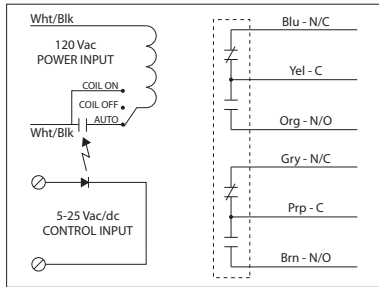 Wht/Blk
120 Vac
POWER INPUT
COIL ON
COIL OFF
AUTO
Wht/Blk
5-25 Vac/dc
CONTROL INPUT
Blu - N/C
Yel - C
Org - N/O
Gry - N/C
Prp - C
Brn - N/O